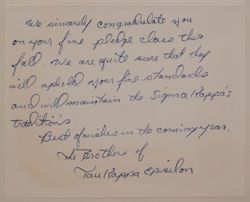 We sincerely congratulate you
on your fine pledge class this
fall. We are quite sure that they
will uphold your fine standards
and will maintain the Sigma Kappa's
traditions.
Best of wishes in the coming year.
The Brothers of
Tau Kappa Epsilon